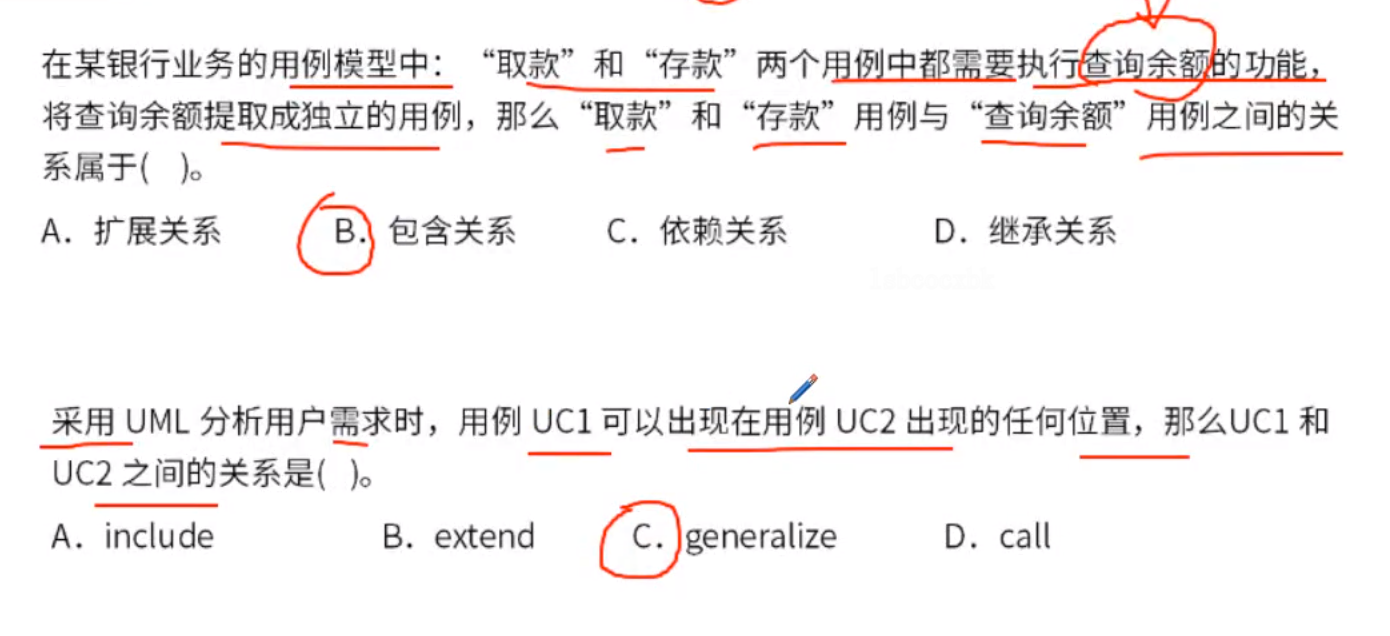 在某银行业务的用例模型中：“取款”和“存款”两个用例中都需要执行查询余额的功能，
将查询余额提取成独立的用例，那么“取款”和“存款”用例与“查询余额”用例之间的关
系属于( )。
A. 扩展关系 B. 包含关系 C. 依赖关系 D. 继承关系
采用 UML 分析用户需求时，用例 UC1 可以出现在用例 UC2 出现的任何位置，那么UC1 和
UC2 之间的关系是( )。
A. include B. extend C. generalize D. call